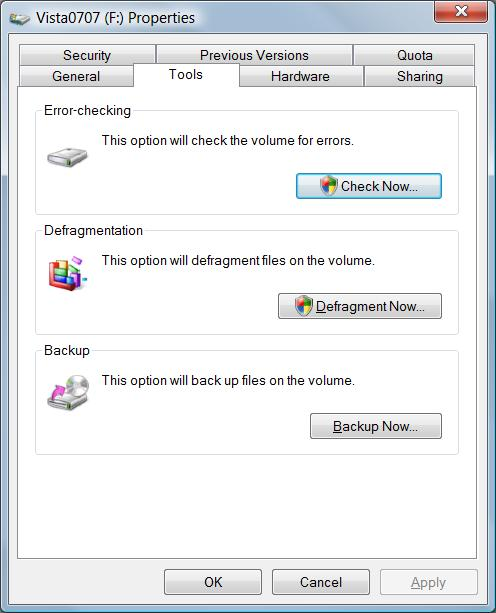 Vista0707 (F:) Properties
Security Previous Versions Quota
General Tools Hardware Sharing
Error-checking
This option will check the volume for errors.
Check Now...
Defragmentation
This option will defragment files on the volume.
Defragment Now...
Backup
This option will back up files on the volume.
Backup Now...
OK Cancel Apply